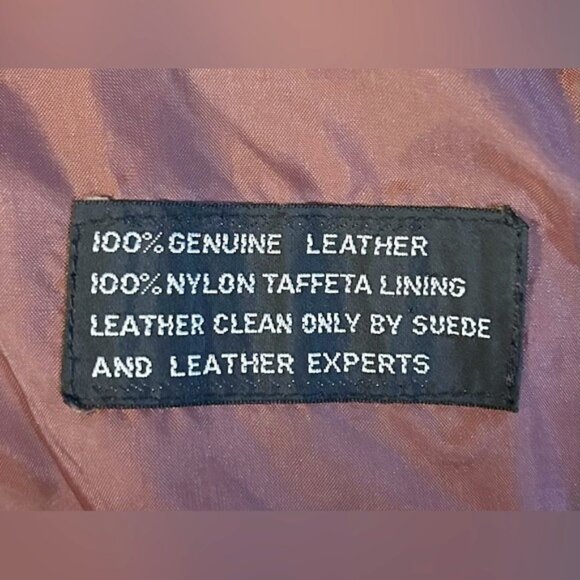 100% GENUINE LEATHER
100% NYLON TAFFETA LINING
LEATHER CLEAN ONLY BY SUEDE
AND LEATHER EXPERTS